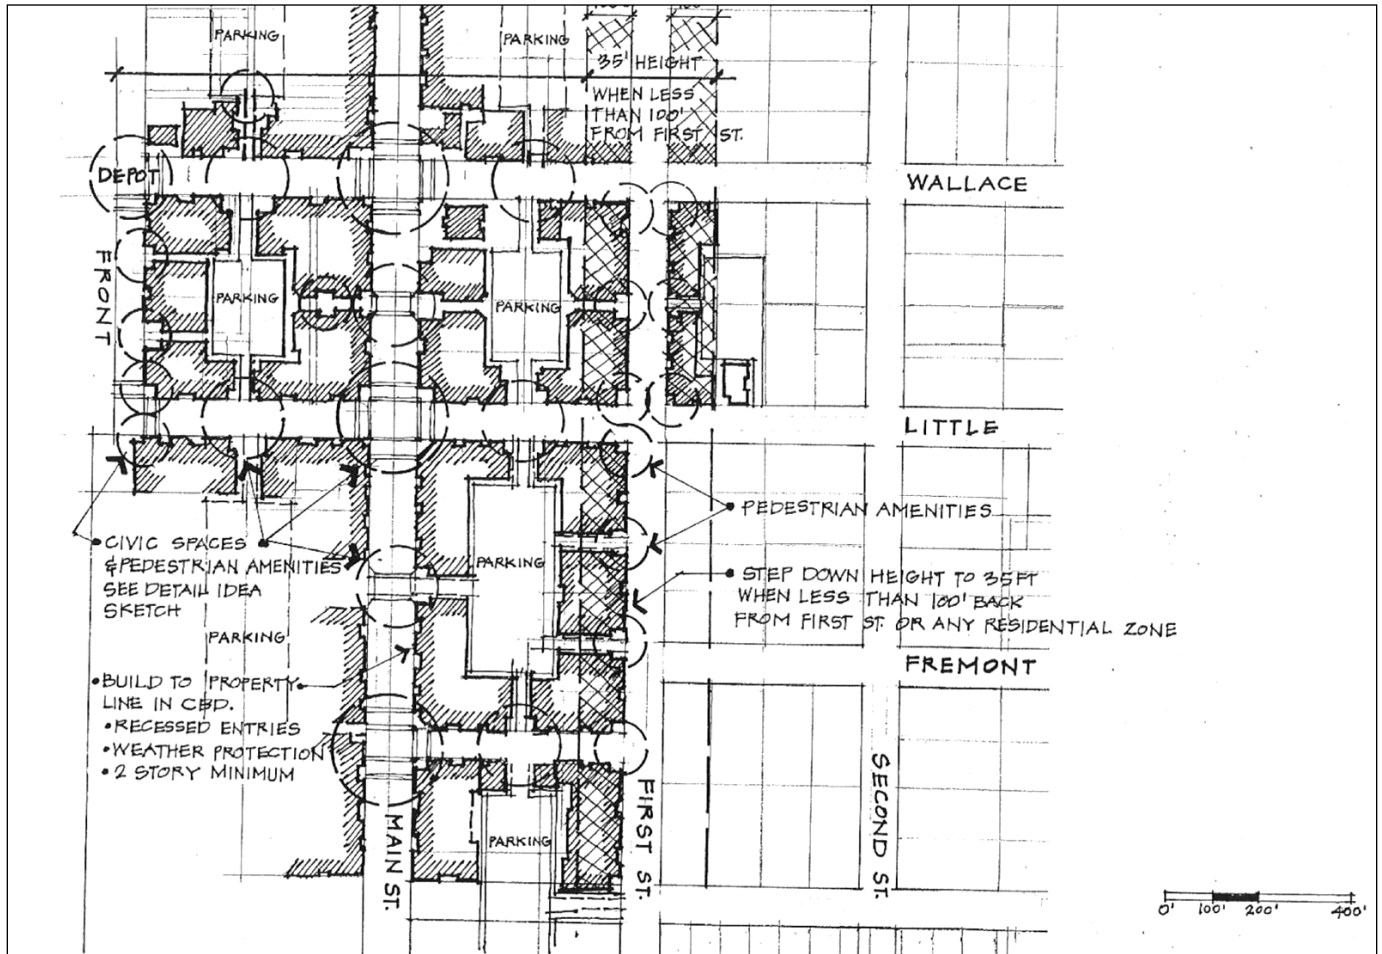 PARKING
PARKING
35' HEIGHT
WHEN LESS
THAN 100'
FROM FIRST ST.
DEPOT
WALLACE
FRONT
PARKING
PARKING
LITTLE
PEDESTRIAN AMENITIES
CIVIC SPACES
& PEDESTRIAN AMENITIES
SEE DETAIL IDEA
SKETCH
PARKING
STEP DOWN HEIGHT TO 35FT
WHEN LESS THAN 100' BACK
FROM FIRST ST. OR ANY RESIDENTIAL ZONE
PARKING
FREMONT
• BUILD TO PROPERTY
LINE IN CBD.
• RECESSED ENTRIES
• WEATHER PROTECTION
• 2 STORY MINIMUM
MAIN ST.
PARKING
FIRST ST.
SECOND ST.
0' 100' 200' 400'